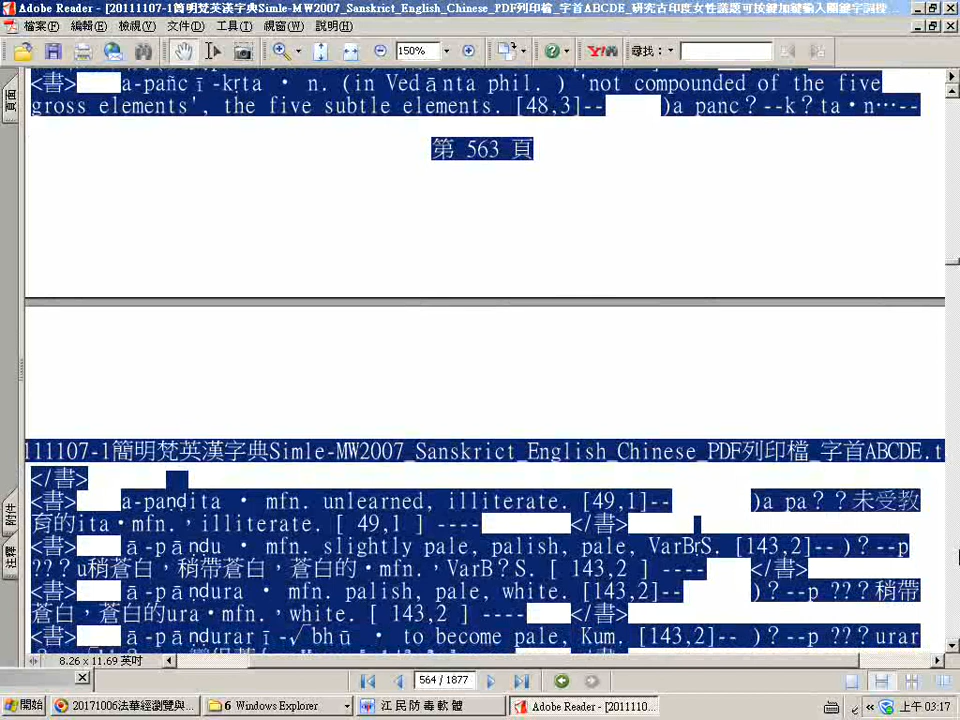 Adobe Reader - [20111107-1簡明梵英漢字典Simle-MW2007_Sanskrict_English_Chinese_PDF列印檔_字首ABCDE_研究古印度女性議題可按鍵加鍵輸入關鍵字詞搜
檔案(F) 編輯(E) 檢視(V) 文件(D) 工具(T) 視窗(W) 說明(H)
150% Y! 尋找：
頁面
<書> a-pañc ī -kṛta • n. (in Ved ānta phil. ) 'not compounded of the five
gross elements', the five subtle elements. [48,3]-- )a panc？--k？ta•n…--
第 563 頁
111107-1簡明梵英漢字典Simle-MW2007_Sanskrict_English_Chinese_PDF列印檔_字首ABCDE.t
</書>
<書> a-paṇḍita • mfn. unlearned, illiterate. [49,1]-- )a pa？？未受教
育的ita•mfn.，illiterate. [ 49,1 ] ---- </書>
<書> ā-p āṇḍu • mfn. slightly pale, palish, pale, VarBṛS. [143,2]-- )？--p
???u稍蒼白，稍帶蒼白，蒼白的•mfn.，VarB？S. [ 143,2 ] ---- </書>
<書> ā-p āṇḍura • mfn. palish, pale, white. [143,2]-- )？--p ???稍帶
蒼白，蒼白的ura•mfn.，white. [ 143,2 ] ---- </書>
<書> ā-p āṇḍurar ī-√ bhū • to become pale, Kum. [143,2]-- )？--p ???urar
附件
注釋
8.26 x 11.69 英吋
564 / 1877
開始 20171006法華經瀏覽與... 6 Windows Explorer 江民防毒軟體 Adobe Reader - [2011110... 上午 03:17